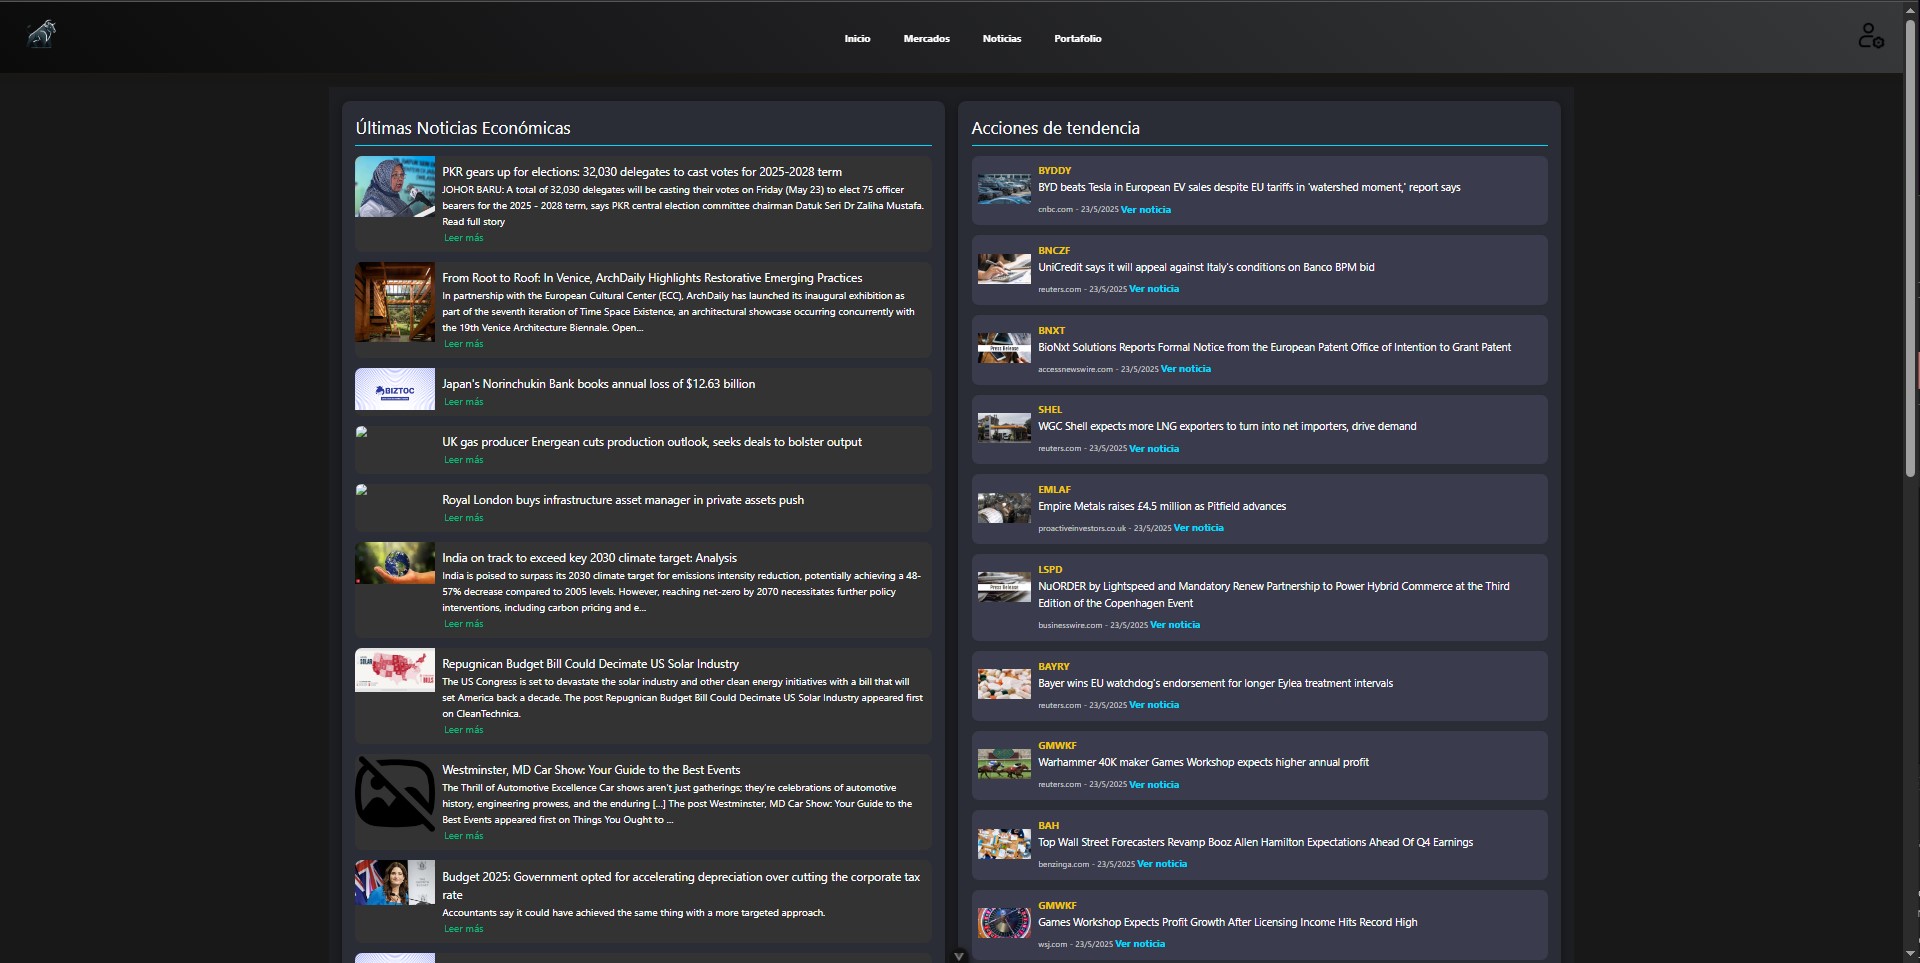 Inicio
Mercados
Noticias
Portafolio
Últimas Noticias Económicas
PKR gears up for elections: 32,030 delegates to cast votes for 2025-2028 term
JOHOR BARU: A total of 32,030 delegates will be casting their votes on Friday (May 23) to elect 75 officer
bearers for the 2025 - 2028 term, says PKR central election committee chairman Datuk Seri Dr Zaliha Mustafa.
Read full story
Leer más
From Root to Roof: In Venice, ArchDaily Highlights Restorative Emerging Practices
In partnership with the European Cultural Center (ECC), ArchDaily has launched its inaugural exhibition as
part of the seventh iteration of Time Space Existence, an architectural showcase occurring concurrently with
the 19th Venice Architecture Biennale. Open...
Leer más
BIZTOC
Japan's Norinchukin Bank books annual loss of $12.63 billion
Leer más
UK gas producer Energean cuts production outlook, seeks deals to bolster output
Leer más
Royal London buys infrastructure asset manager in private assets push
Leer más
India on track to exceed key 2030 climate target: Analysis
India is poised to surpass its 2030 climate target for emissions intensity reduction, potentially achieving a 48-
57% decrease compared to 2005 levels. However, reaching net-zero by 2070 necessitates further policy
interventions, including carbon pricing and e...
Leer más
SOLAR
BILLS
Repugnican Budget Bill Could Decimate US Solar Industry
The US Congress is set to devastate the solar industry and other clean energy initiatives with a bill that will
set America back a decade. The post Repugnican Budget Bill Could Decimate US Solar Industry appeared first
on CleanTechnica.
Leer más
Westminster, MD Car Show: Your Guide to the Best Events
The Thrill of Automotive Excellence Car shows aren't just gatherings; they're celebrations of automotive
history, engineering prowess, and the enduring [...] The post Westminster, MD Car Show: Your Guide to the
Best Events appeared first on Things You Ought to ...
Leer más
Budget 2025: Government opted for accelerating depreciation over cutting the corporate tax
rate
Accountants say it could have achieved the same thing with a more targeted approach.
Leer más
Acciones de tendencia
BYDDY
BYD beats Tesla in European EV sales despite EU tariffs in 'watershed moment,' report says
cnbc.com - 23/5/2025 Ver noticia
BNCZF
UniCredit says it will appeal against Italy's conditions on Banco BPM bid
reuters.com - 23/5/2025 Ver noticia
Press Release
BNXT
BioNxt Solutions Reports Formal Notice from the European Patent Office of Intention to Grant Patent
accessnewswire.com - 23/5/2025 Ver noticia
SHEL
WGC Shell expects more LNG exporters to turn into net importers, drive demand
reuters.com - 23/5/2025 Ver noticia
EMLAF
Empire Metals raises £4.5 million as Pitfield advances
proactiveinvestors.co.uk - 23/5/2025 Ver noticia
Press Release
LSPD
NuORDER by Lightspeed and Mandatory Renew Partnership to Power Hybrid Commerce at the Third
Edition of the Copenhagen Event
businesswire.com - 23/5/2025 Ver noticia
BAYRY
Bayer wins EU watchdog's endorsement for longer Eylea treatment intervals
reuters.com - 23/5/2025 Ver noticia
GMWKF
Warhammer 40K maker Games Workshop expects higher annual profit
reuters.com - 23/5/2025 Ver noticia
BAH
Top Wall Street Forecasters Revamp Booz Allen Hamilton Expectations Ahead Of Q4 Earnings
benzinga.com - 23/5/2025 Ver noticia
GMWKF
Games Workshop Expects Profit Growth After Licensing Income Hits Record High
wsj.com - 23/5/2025 Ver noticia